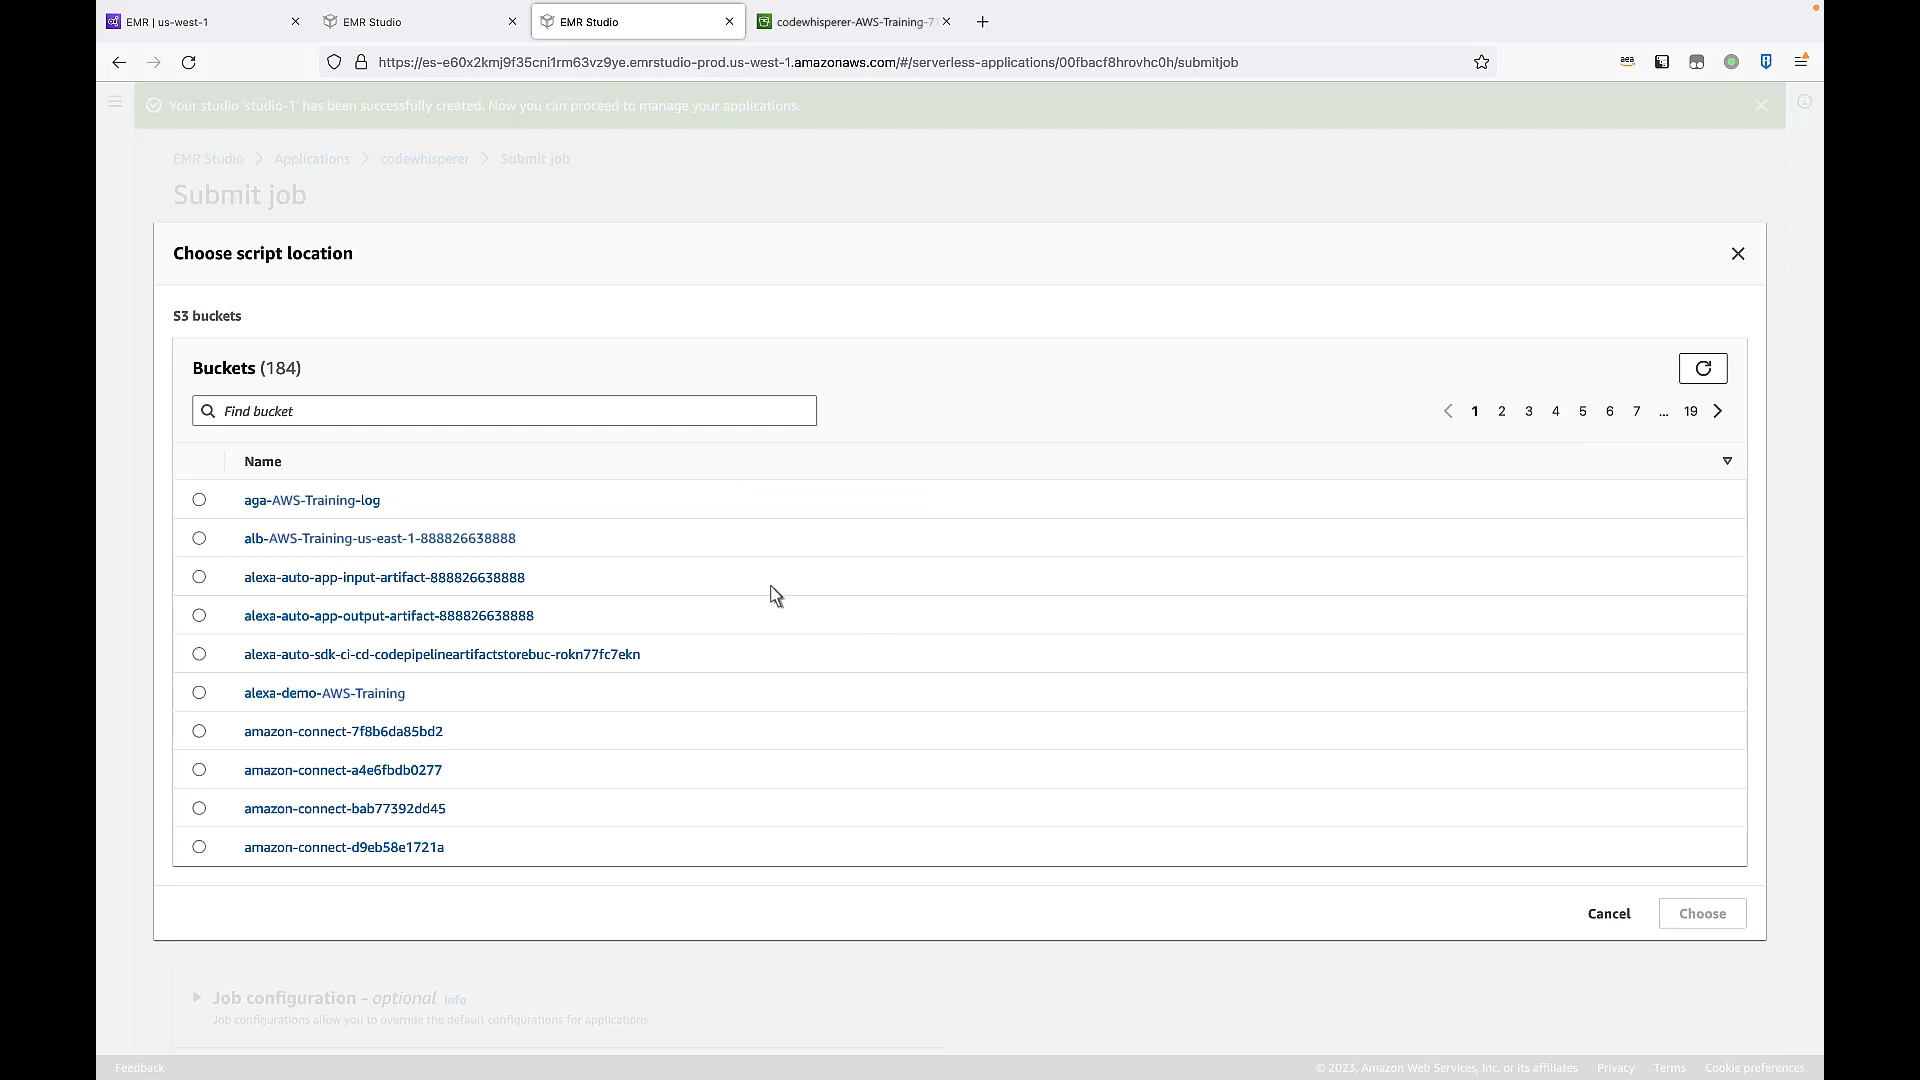 EMR | us-west-1
EMR Studio
EMR Studio
codewhisperer-AWS-Training-7
https://es-e60x2kmj9f35cni1rm63vz9ye.emrstudio-prod.us-west-1.amazonaws.com/#/serverless-applications/00fbacf8hrovhc0h/submitjob
aea
Your studio 'studio-1' has been successfully created. Now you can proceed to manage your applications.
EMR Studio
Applications
codewhisperer
Submit job
Submit job
Choose script location
S3 buckets
Buckets (184)
Find bucket
1 2 3 4 5 6 7 ... 19
Name
aga-AWS-Training-log
alb-AWS-Training-us-east-1-888826638888
alexa-auto-app-input-artifact-888826638888
alexa-auto-app-output-artifact-888826638888
alexa-auto-sdk-ci-cd-codepipelineartifactstorebuc-rokn77fc7ekn
alexa-demo-AWS-Training
amazon-connect-7f8b6da85bd2
amazon-connect-a4e6fbdb0277
amazon-connect-bab77392dd45
amazon-connect-d9eb58e1721a
Cancel
Choose
Job configuration - optional Info
Job configurations allow you to override the default configurations for applications.
Feedback
© 2023, Amazon Web Services, Inc. or its affiliates
Privacy
Terms
Cookie preferences